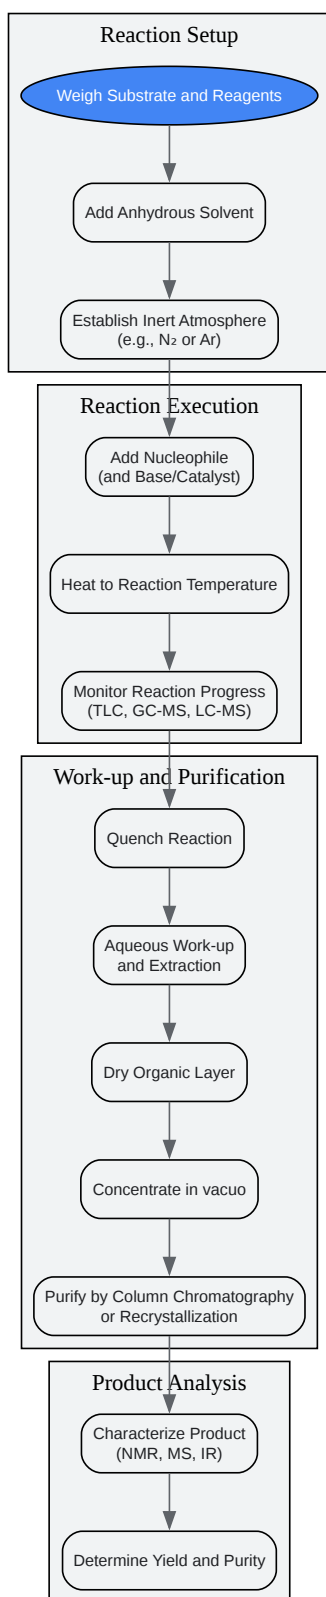 Reaction Setup
Weigh Substrate and Reagents
Add Anhydrous Solvent
Establish Inert Atmosphere
(e.g., N₂ or Ar)
Reaction Execution
Add Nucleophile
(and Base/Catalyst)
Heat to Reaction Temperature
Monitor Reaction Progress
(TLC, GC-MS, LC-MS)
Work-up and Purification
Quench Reaction
Aqueous Work-up
and Extraction
Dry Organic Layer
Concentrate in vacuo
Purify by Column Chromatography
or Recrystallization
Product Analysis
Characterize Product
(NMR, MS, IR)
Determine Yield and Purity